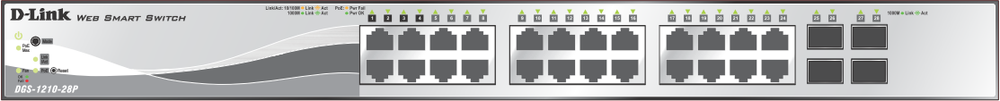 D-Link WEB SMART SWITCH
Link/Act: 10/100M Link Act PoE: Pwr Fail
1000M Link Act Pwr OK
1 2 3 4 5 6 7 8 9 10 11 12 13 14 15 16 17 18 19 20 21 22 23 24 25 26 27 28
1000M Link Act
PoE
Max
Mode
Link
/Act
Fan PoE Reset
OK
Fail
DGS-1210-28P